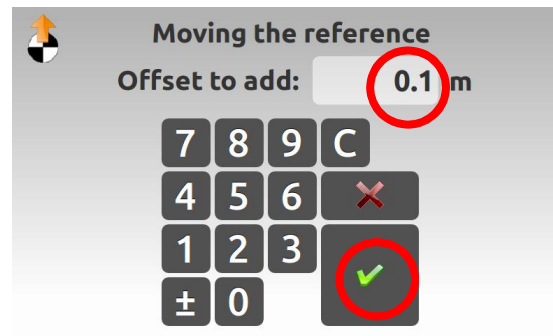 Moving the reference
Offset to add: 0.1 m
7 8 9 C
4 5 6
1 2 3
± 0